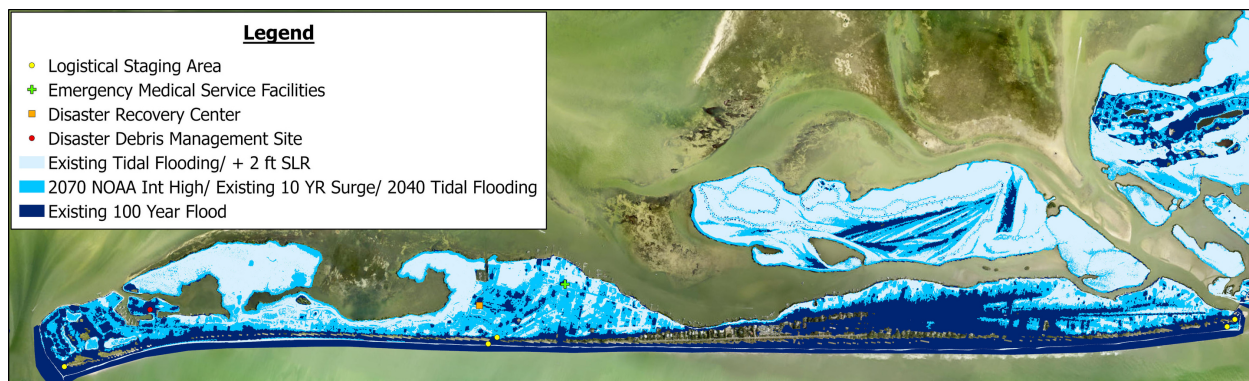 Legend
Logistical Staging Area
Emergency Medical Service Facilities
Disaster Recovery Center
Disaster Debris Management Site
Existing Tidal Flooding/ + 2 ft SLR
2070 NOAA Int High/ Existing 10 YR Surge/ 2040 Tidal Flooding
Existing 100 Year Flood